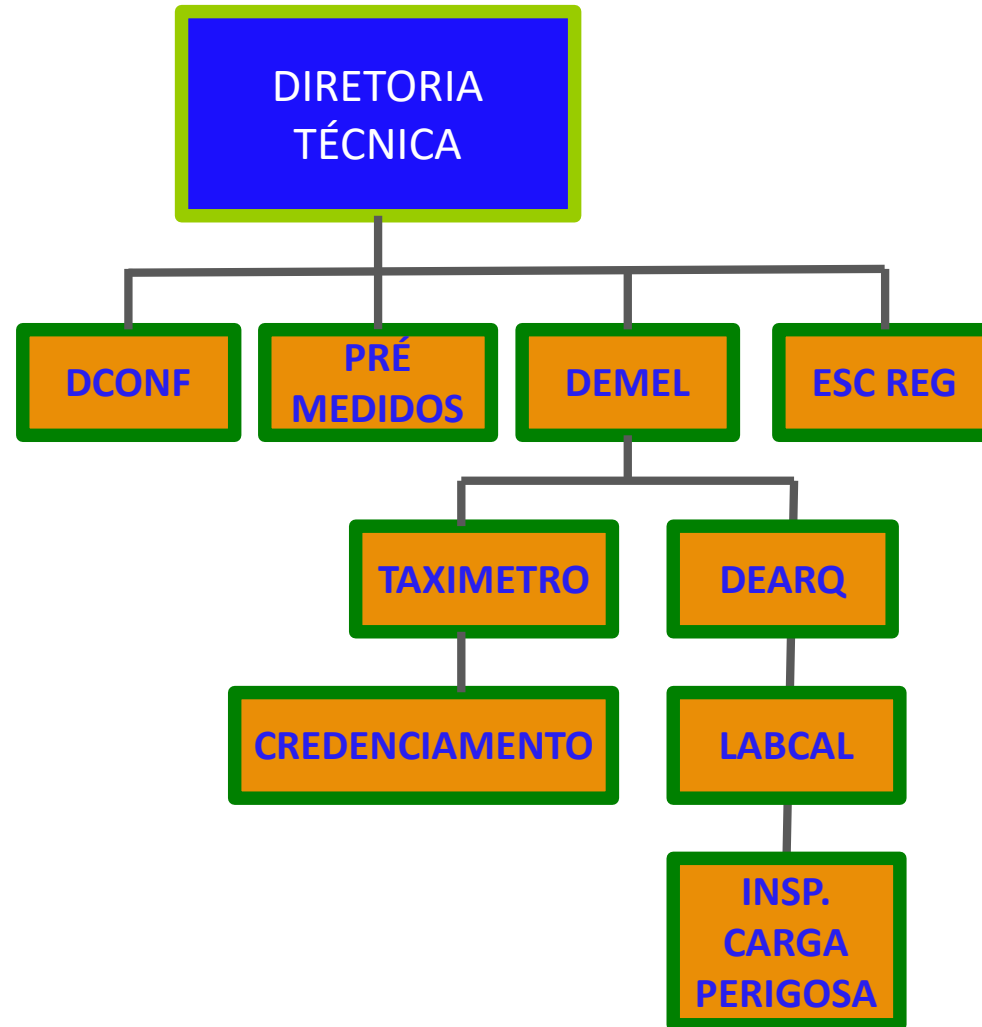 DIRETORIA
TÉCNICA
DCONF
PRÉ
MEDIDOS
DEMEL
ESC REG
TAXIMETRO
DEARQ
CREDENCIAMENTO
LABCAL
INSP.
CARGA
PERIGOSA